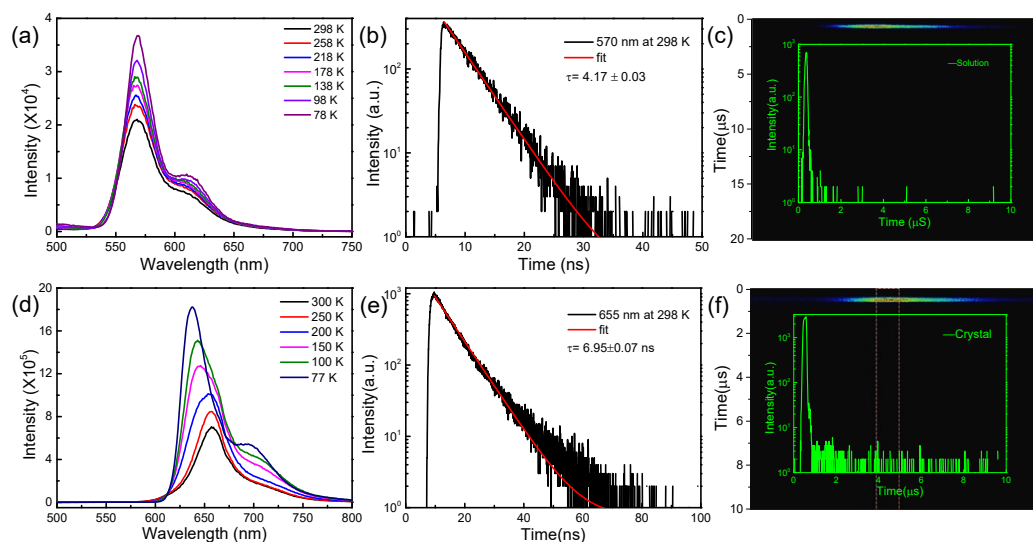 (a)
298 K
258 K
218 K
178 K
138 K
98 K
78 K
Intensity (X10⁴)
4
3
2
1
0
500 550 600 650 700 750
Wavelength (nm)
(b)
570 nm at 298 K
fit
τ= 4.17 ± 0.03
Intensity (a.u.)
10²
10¹
10⁰
0 10 20 30 40 50
Time (ns)
(c)
Time(μs)
0
5
10
15
20
Solution
Intensity(a.u.)
10³
10²
10¹
10⁰
0 2 4 6 8 10
Time (μS)
(d)
300 K
250 K
200 K
150 K
100 K
77 K
Intensity (X10⁵)
20
16
12
8
4
0
500 550 600 650 700 750 800
Wavelength (nm)
(e)
655 nm at 298 K
fit
τ= 6.95±0.07 ns
Intensity (a.u.)
10³
10²
10¹
10⁰
0 20 40 60 80 100
Time(ns)
(f)
Time(μs)
0
2
4
6
8
10
Crystal
Intensity(a.u.)
10³
10²
10¹
10⁰
0 2 4 6 8 10
Time(μs)